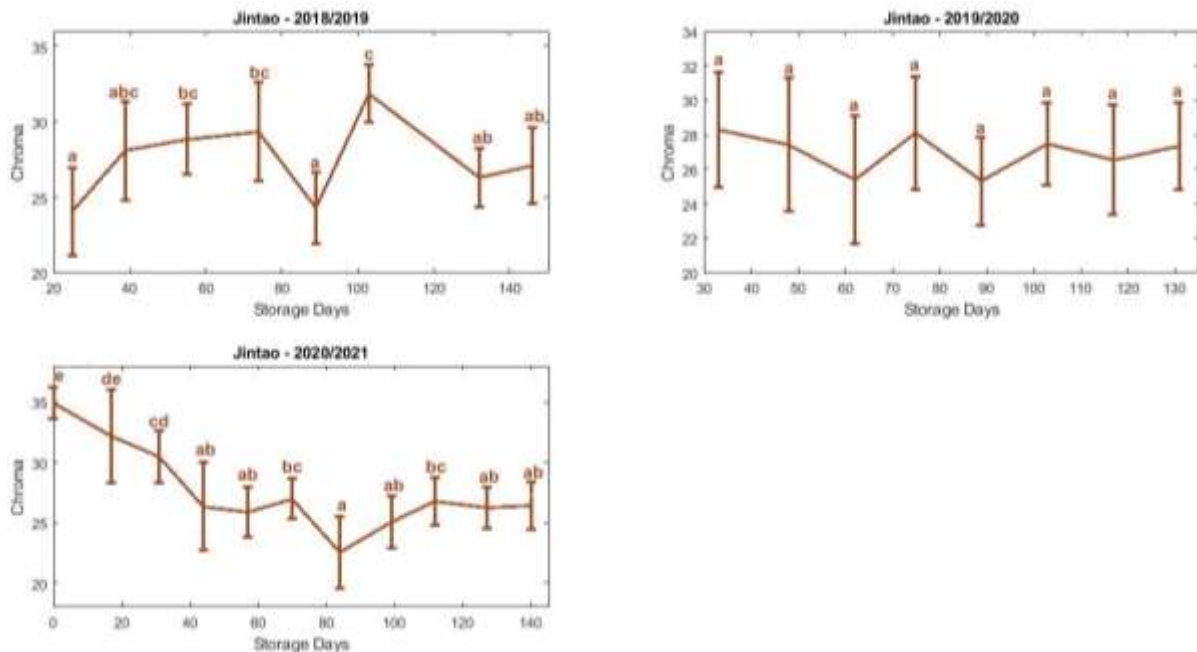 Jintao - 2018/2019
35
30
25
20
Chroma
a
abc
bc
bc
a
c
ab
ab
20 40 60 80 100 120 140
Storage Days
Jintao - 2019/2020
34
32
30
28
26
24
22
20
Chroma
a
a
a
a
a
a
a
a
30 40 50 60 70 80 90 100 110 120 130
Storage Days
Jintao - 2020/2021
35
30
25
20
Chroma
e
de
cd
ab
ab
bc
a
ab
bc
ab
ab
0 20 40 60 80 100 120 140
Storage Days